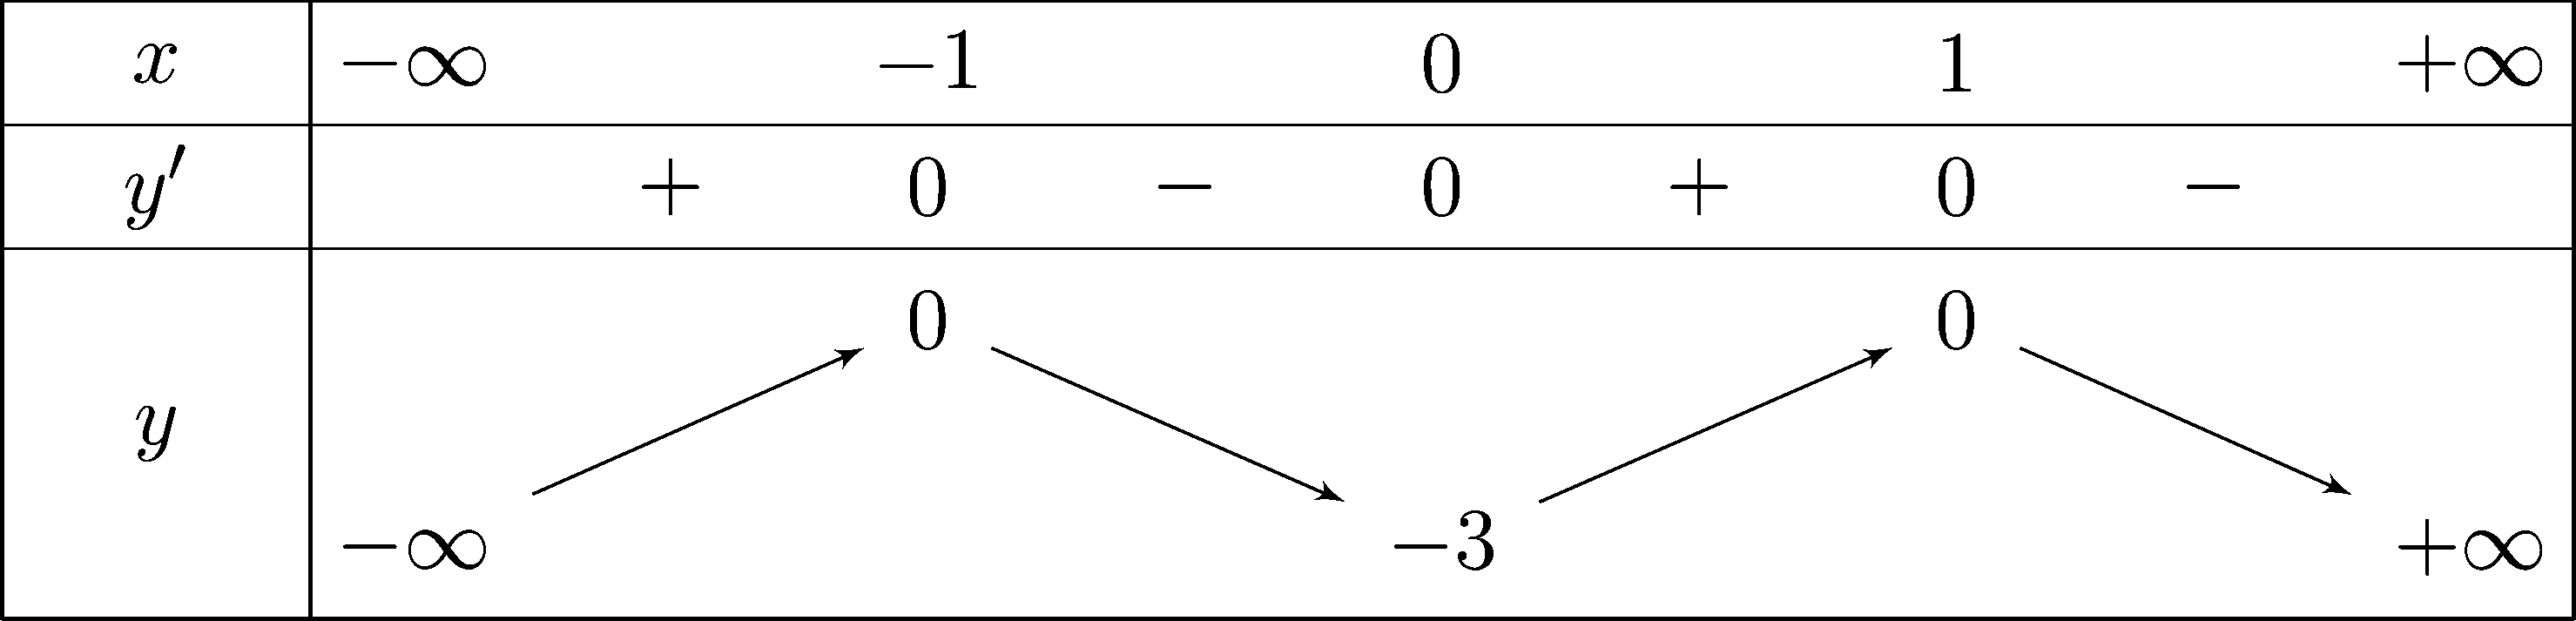 x −∞ −1 0 1 +∞
y′ + 0 − 0 + 0 −
0 0
y
−∞ −3 +∞